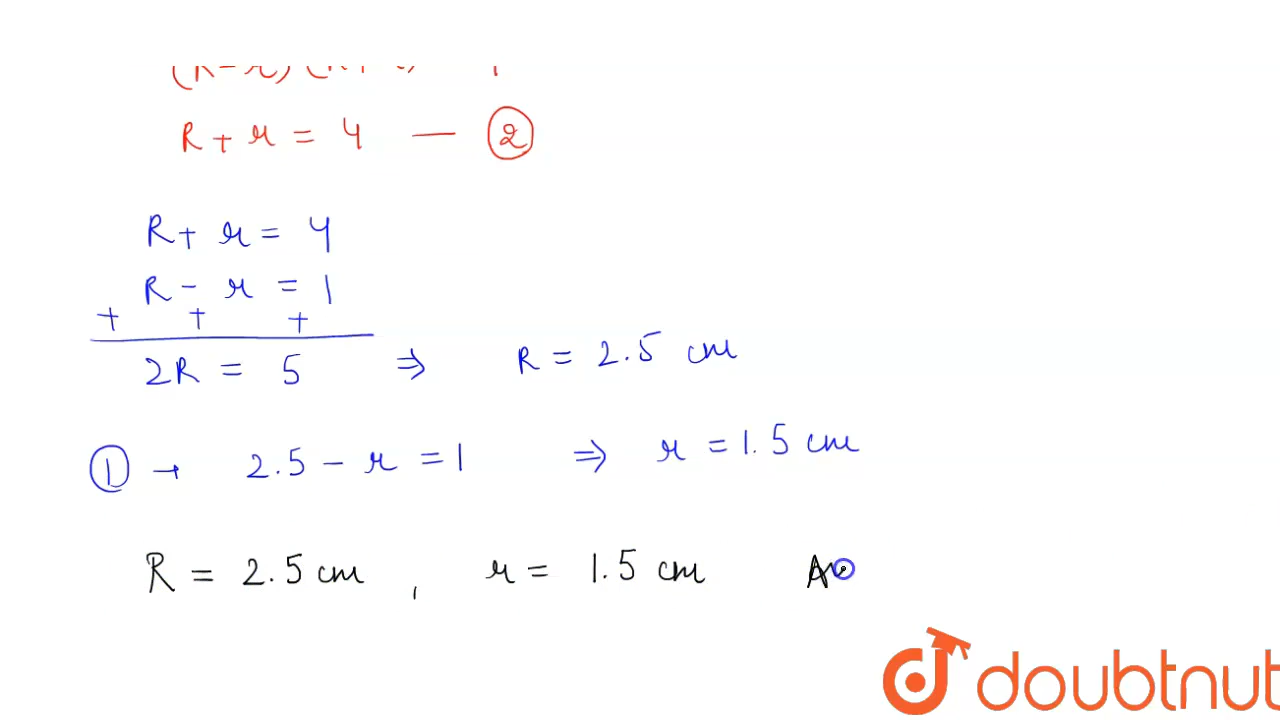 R + r = 4 — ②
R + r = 4
R - r = 1
+ + +
2R = 5 ⇒ R = 2.5 cm
① → 2.5 - r = 1 ⇒ r = 1.5 cm
R = 2.5 cm , r = 1.5 cm
doubtnut